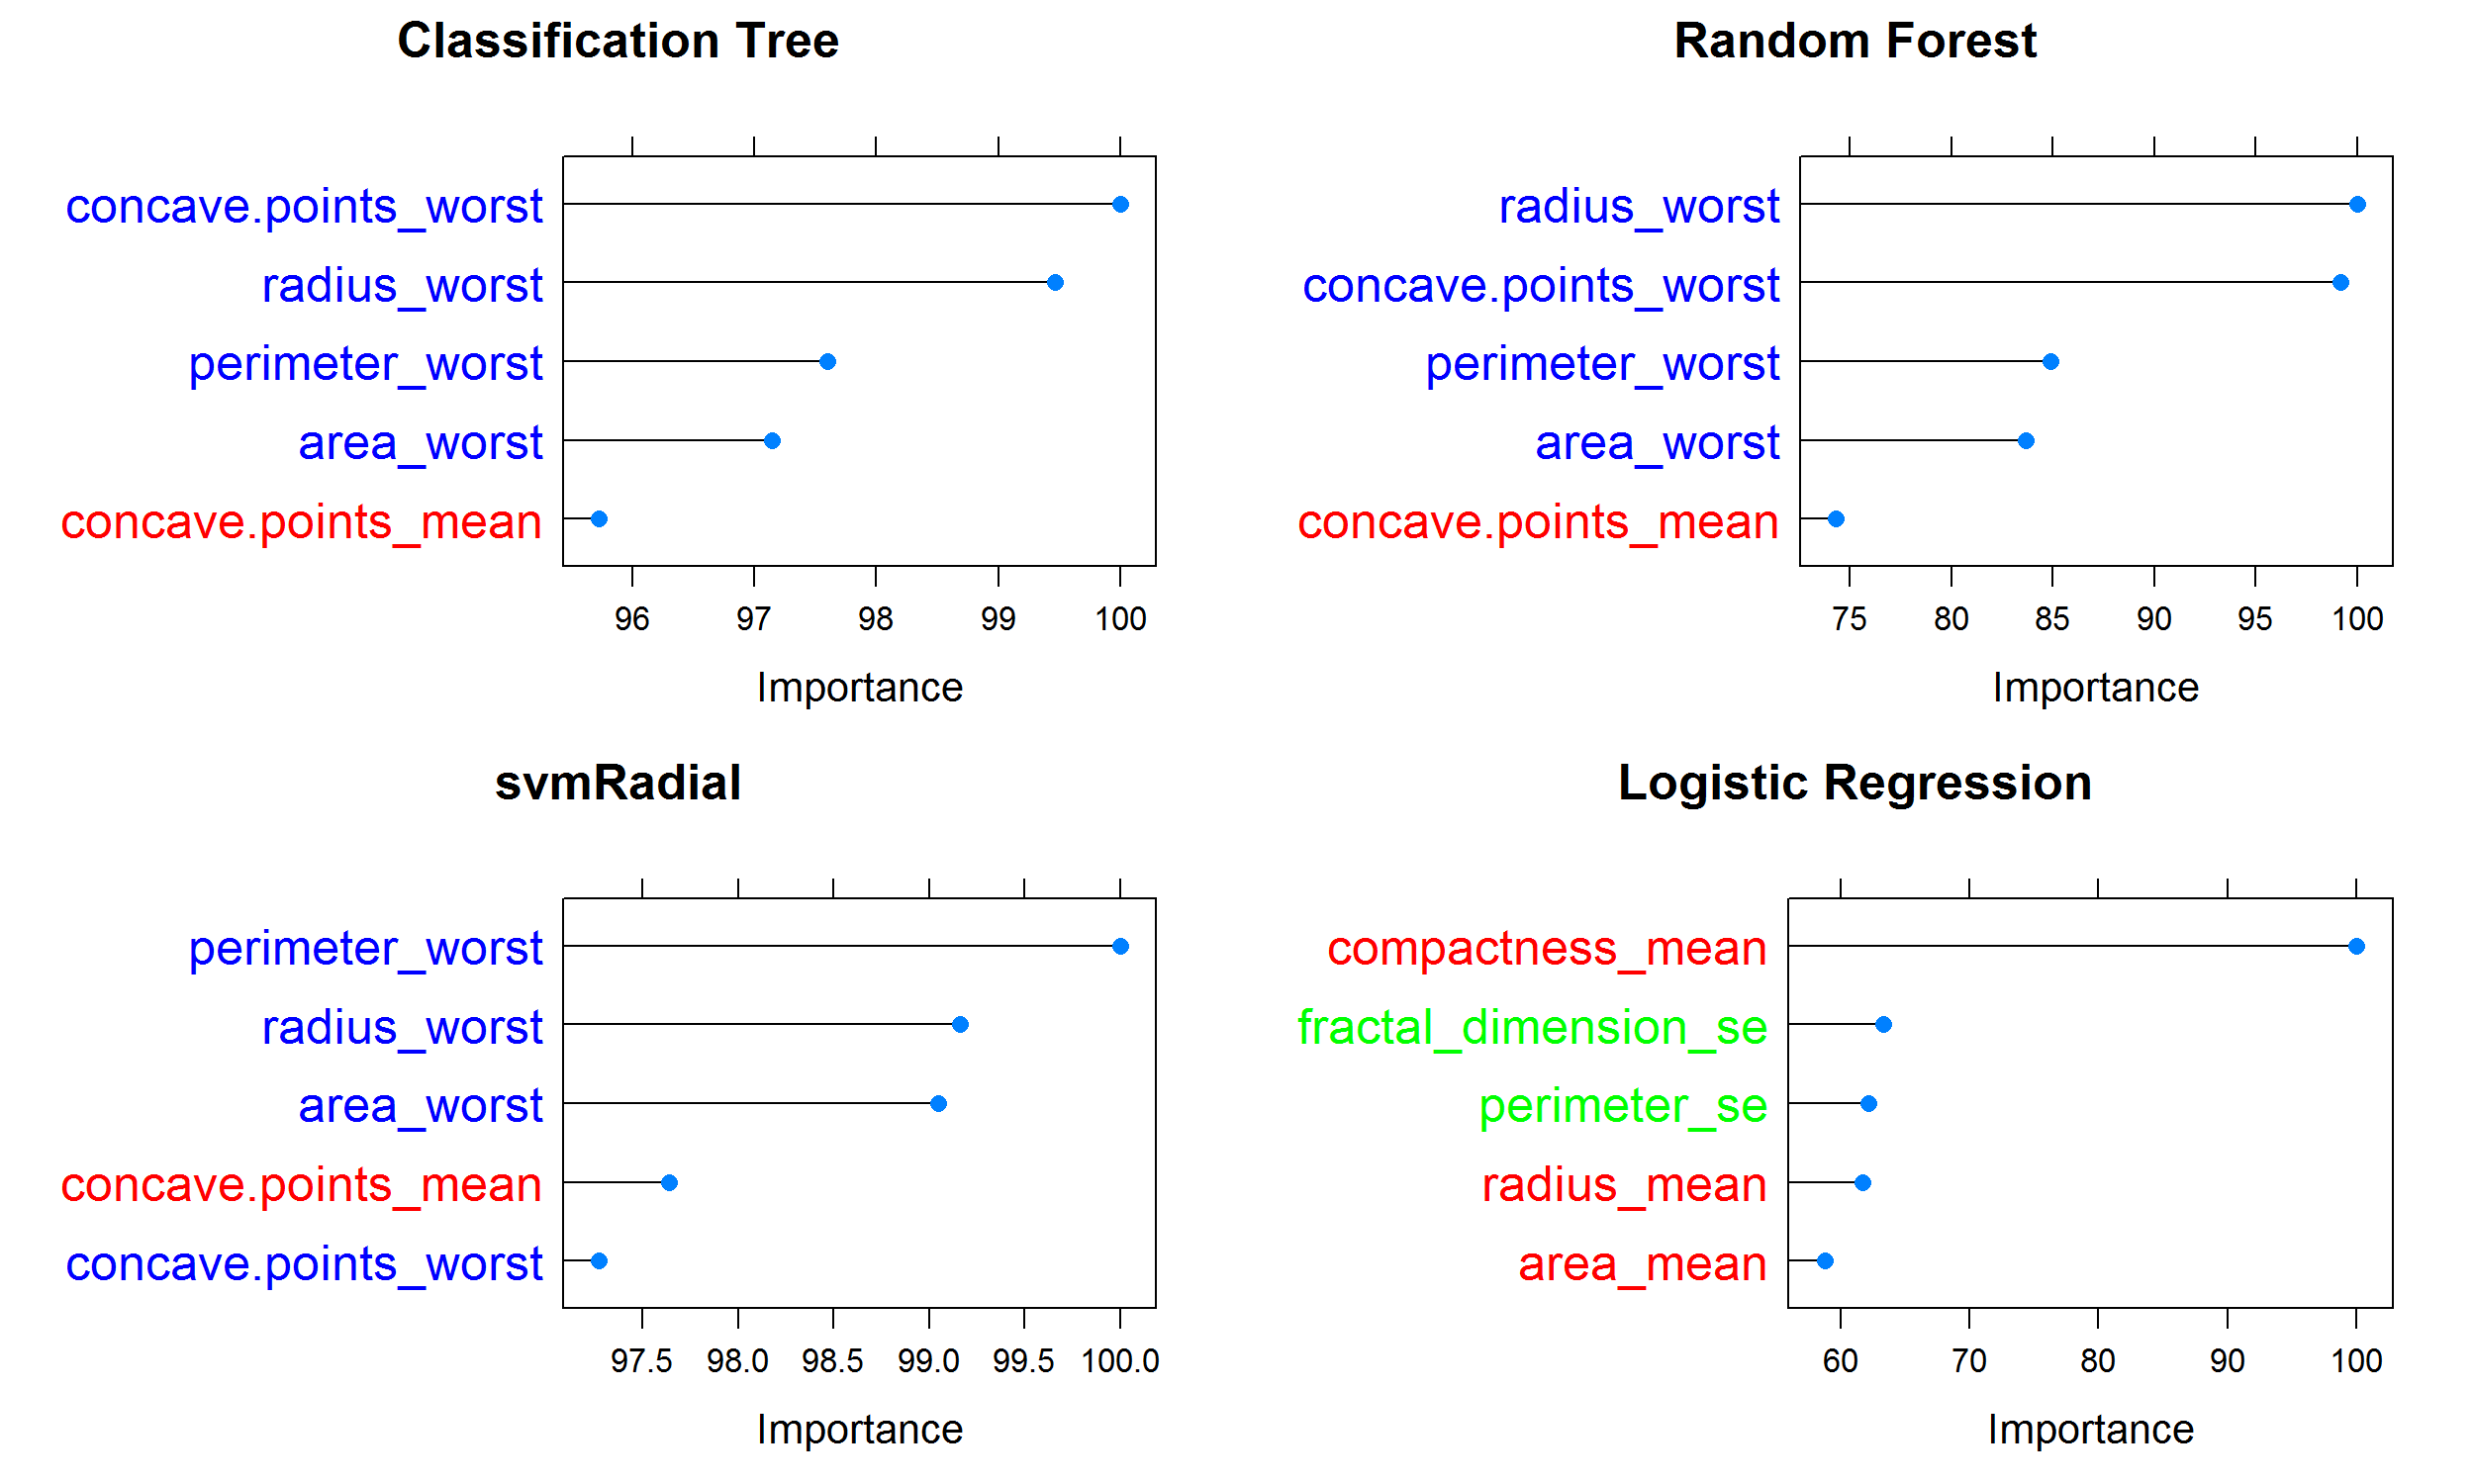 Classification Tree
concave.points_worst
radius_worst
perimeter_worst
area_worst
concave.points_mean
96 97 98 99 100
Importance
Random Forest
radius_worst
concave.points_worst
perimeter_worst
area_worst
concave.points_mean
75 80 85 90 95 100
Importance
svmRadial
perimeter_worst
radius_worst
area_worst
concave.points_mean
concave.points_worst
97.5 98.0 98.5 99.0 99.5 100.0
Importance
Logistic Regression
compactness_mean
fractal_dimension_se
perimeter_se
radius_mean
area_mean
60 70 80 90 100
Importance